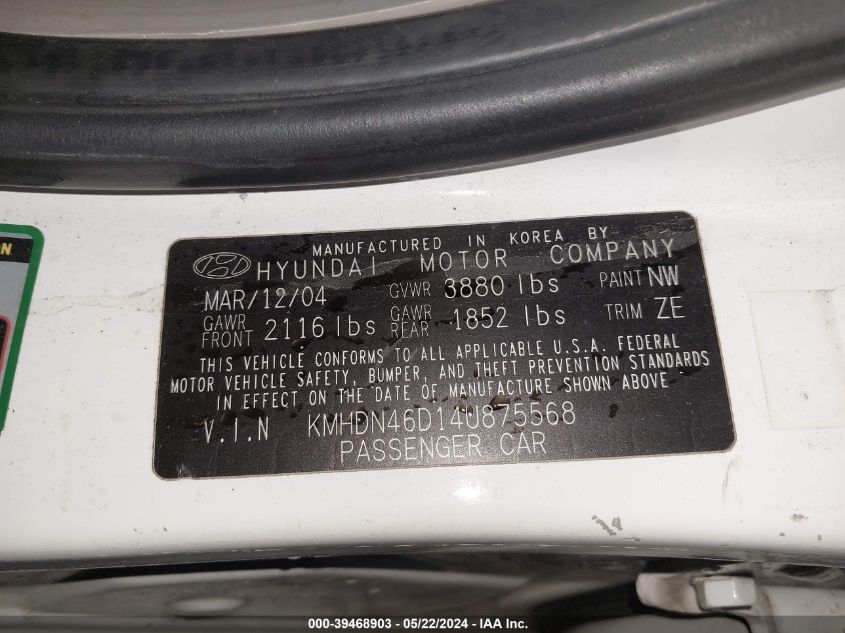 ON
MANUFACTURED IN KOREA BY
HYUNDAI MOTOR COMPANY
MAR/12/04 GVWR 3880 lbs PAINT NW
GAWR FRONT 2116 lbs GAWR REAR 1852 lbs TRIM ZE
THIS VEHICLE CONFORMS TO ALL APPLICABLE U.S.A. FEDERAL
MOTOR VEHICLE SAFETY, BUMPER, AND THEFT PREVENTION STANDARDS
IN EFFECT ON THE DATE OF MANUFACTURE SHOWN ABOVE
V.I.N KMHDN46D14U875568
PASSENGER CAR
000-39468903 - 05/22/2024 - IAA Inc.